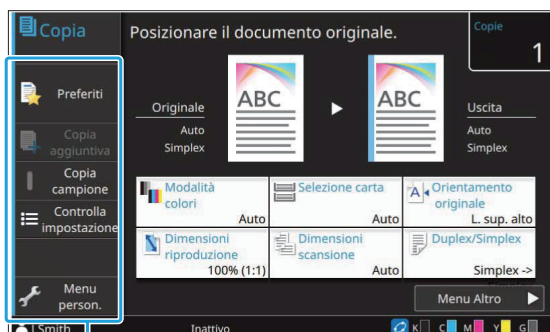 Copia
Posizionare il documento originale.
Copie
1
Preferiti
Copia
aggiuntiva
Copia
campione
Controlla
impostazione
Menu
person.
Originale
Auto
Simplex
ABC
ABC
Uscita
Auto
Simplex
Modalità
colori
Auto
Selezione carta
Auto
Orientamento
originale
L. sup. alto
Dimensioni
riproduzione
100% (1:1)
Dimensioni
scansione
Auto
Duplex/Simplex
Simplex ->
Menu Altro
Smith
Inattivo
K C M Y G